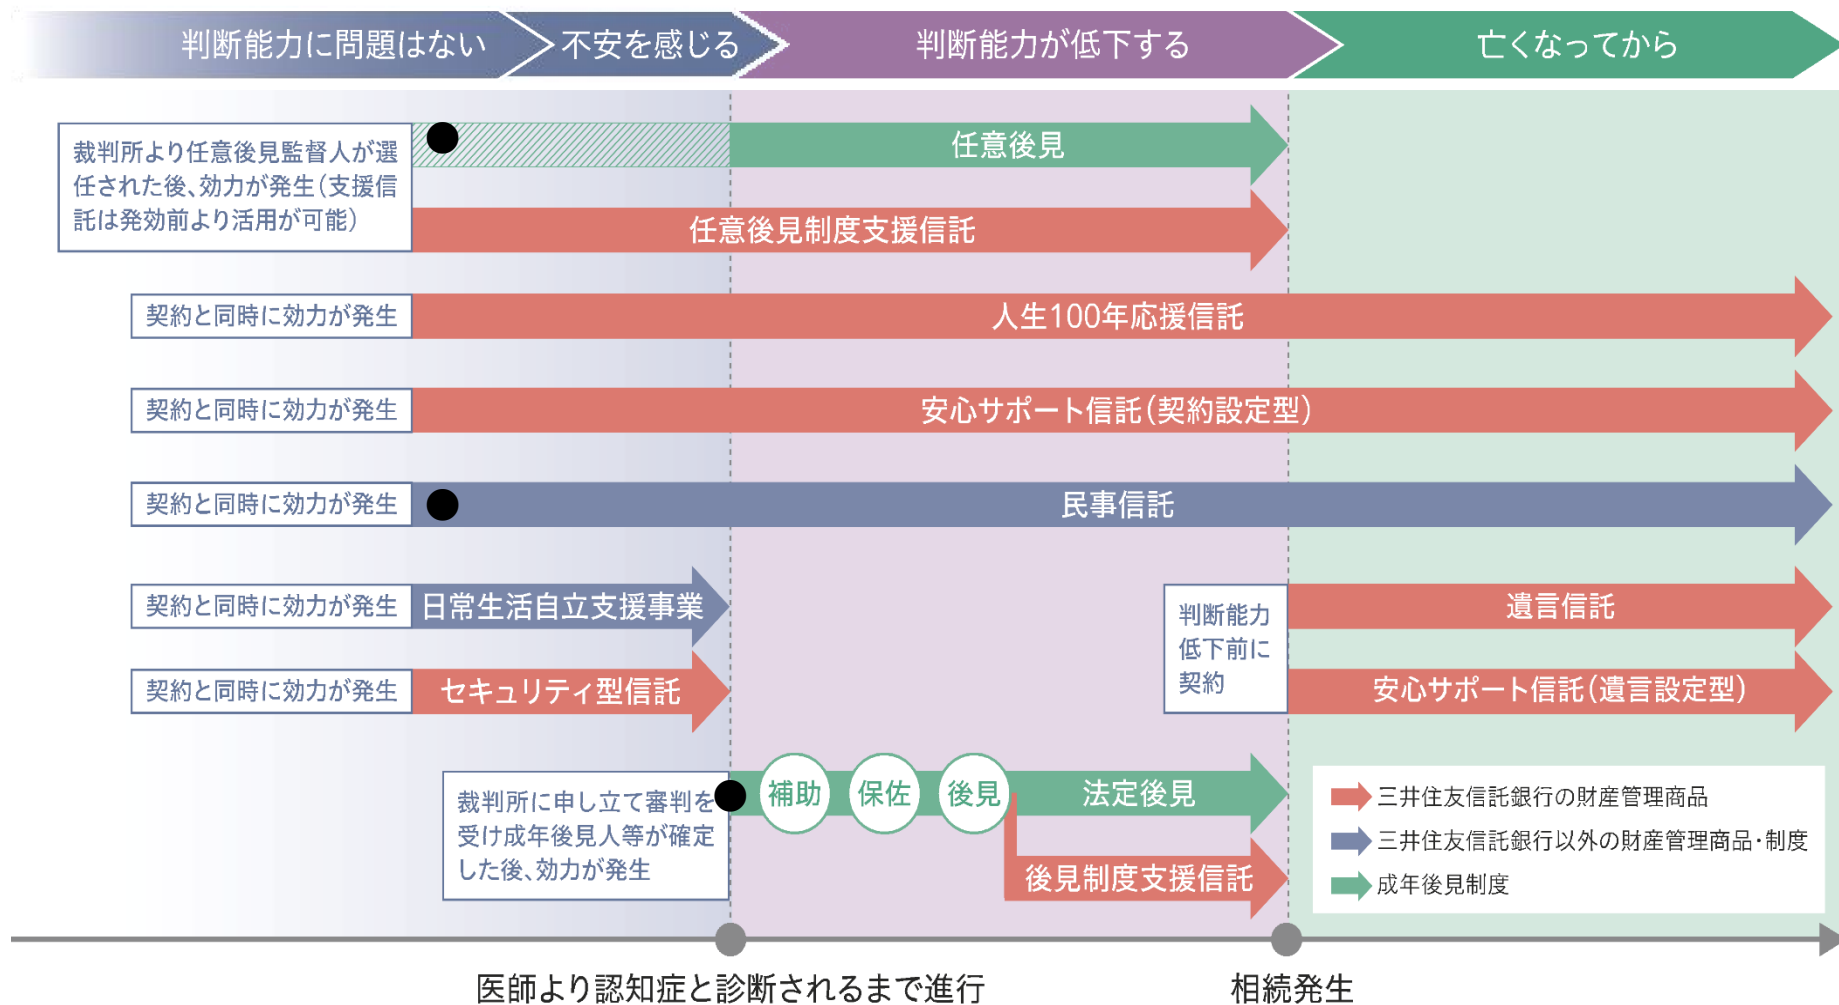 判断能力に問題はない
不安を感じる
判断能力が低下する
亡くなってから
裁判所より任意後見監督人が選
任された後、効力が発生(支援信
託は発効前より活用が可能)
任意後見
任意後見制度支援信託
契約と同時に効力が発生
人生100年応援信託
契約と同時に効力が発生
安心サポート信託(契約設定型)
契約と同時に効力が発生
民事信託
契約と同時に効力が発生
日常生活自立支援事業
契約と同時に効力が発生
セキュリティ型信託
判断能力
低下前に
契約
遺言信託
安心サポート信託(遺言設定型)
裁判所に申し立て審判を
受け成年後見人等が確定
した後、効力が発生
補助
保佐
後見
法定後見
後見制度支援信託
三井住友信託銀行の財産管理商品
三井住友信託銀行以外の財産管理商品・制度
成年後見制度
医師より認知症と診断されるまで進行
相続発生